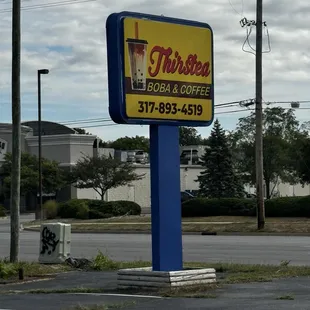 Thirstea
BOBA & COFFEE
317-893-4519